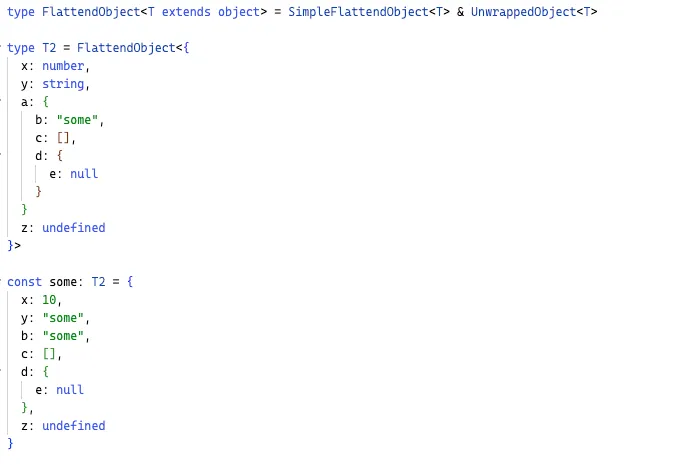 type FlattendObject<T extends object> = SimpleFlattendObject<T> & UnwrappedObject<T>
type T2 = FlattendObject<{
x: number,
y: string,
a: {
b: "some",
c: [],
d: {
e: null
}
}
z: undefined
}>
const some: T2 = {
x: 10,
y: "some",
b: "some",
c: [],
d: {
e: null
},
z: undefined
}